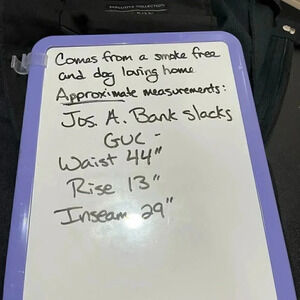 Comes from a smoke free
and dog loving home
Approximate measurements:
Jos. A. Bank slacks
GUC -
Waist 44"
Rise 13"
Inseam 29"